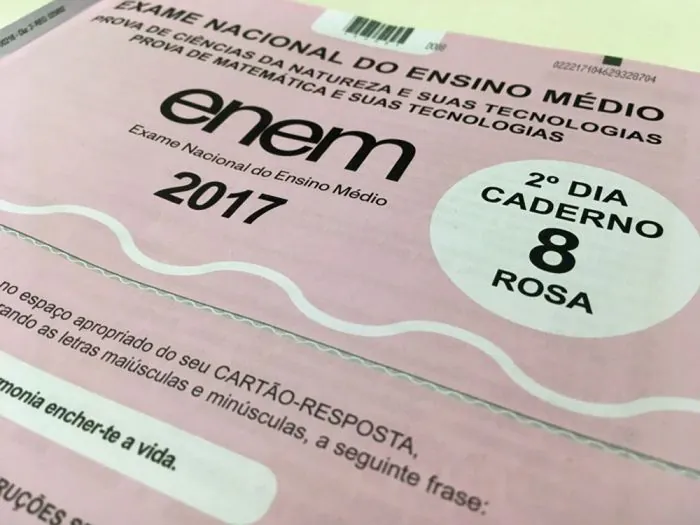 EXAME NACIONAL DO ENSINO MÉDIO
PROVA DE CIÊNCIAS DA NATUREZA E SUAS TECNOLOGIAS
PROVA DE MATEMÁTICA E SUAS TECNOLOGIAS
022217104629328704
enem
Exame Nacional do Ensino Médio
2017
2º DIA
CADERNO
8
ROSA
no espaço apropriado do seu CARTÃO-RESPOSTA,
as letras maiúsculas e minúsculas, a seguinte frase:
encher-te a vida.